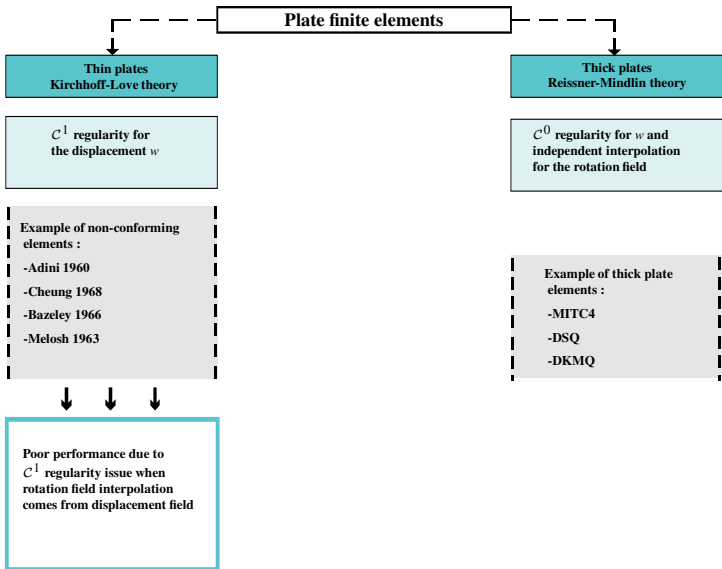 Plate finite elements
Thin plates
Kirchhoff-Love theory
C¹ regularity for
the displacement w
Example of non-conforming
elements :
-Adini 1960
-Cheung 1968
-Bazeley 1966
-Melosh 1963
Poor performance due to
C¹ regularity issue when
rotation field interpolation
comes from displacement field
Thick plates
Reissner-Mindlin theory
C⁰ regularity for w and
independent interpolation
for the rotation field
Example of thick plate
elements :
-MITC4
-DSQ
-DKMQ